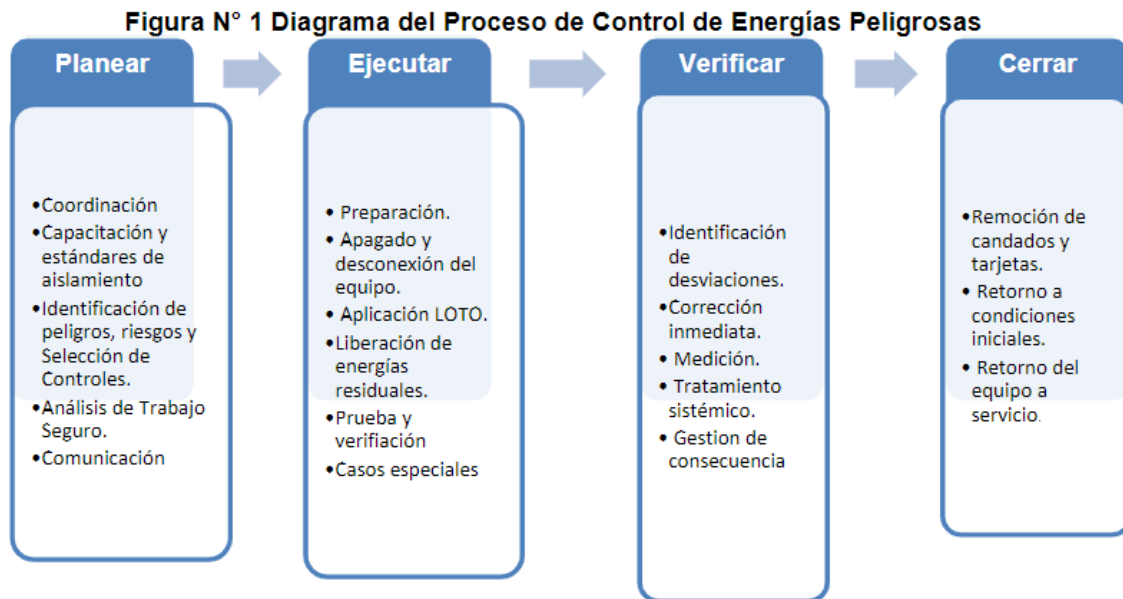 Figura N° 1 Diagrama del Proceso de Control de Energías Peligrosas
Planear
•Coordinación
•Capacitación y
estándares de
aislamiento
•Identificación de
peligros, riesgos y
Selección de
Controles.
•Análisis de Trabajo
Seguro.
•Comunicación
Ejecutar
• Preparación.
• Apagado y
desconexión del
equipo.
•Aplicación LOTO.
•Liberación de
energías
residuales.
•Prueba y
verifiación
•Casos especiales
Verificar
•Identificación
de
desviaciones.
•Corrección
inmediata.
• Medición.
• Tratamiento
sistémico.
• Gestion de
consecuencia
Cerrar
•Remoción de
candados y
tarjetas.
• Retorno a
condiciones
iniciales.
• Retorno del
equipo a
servicio.